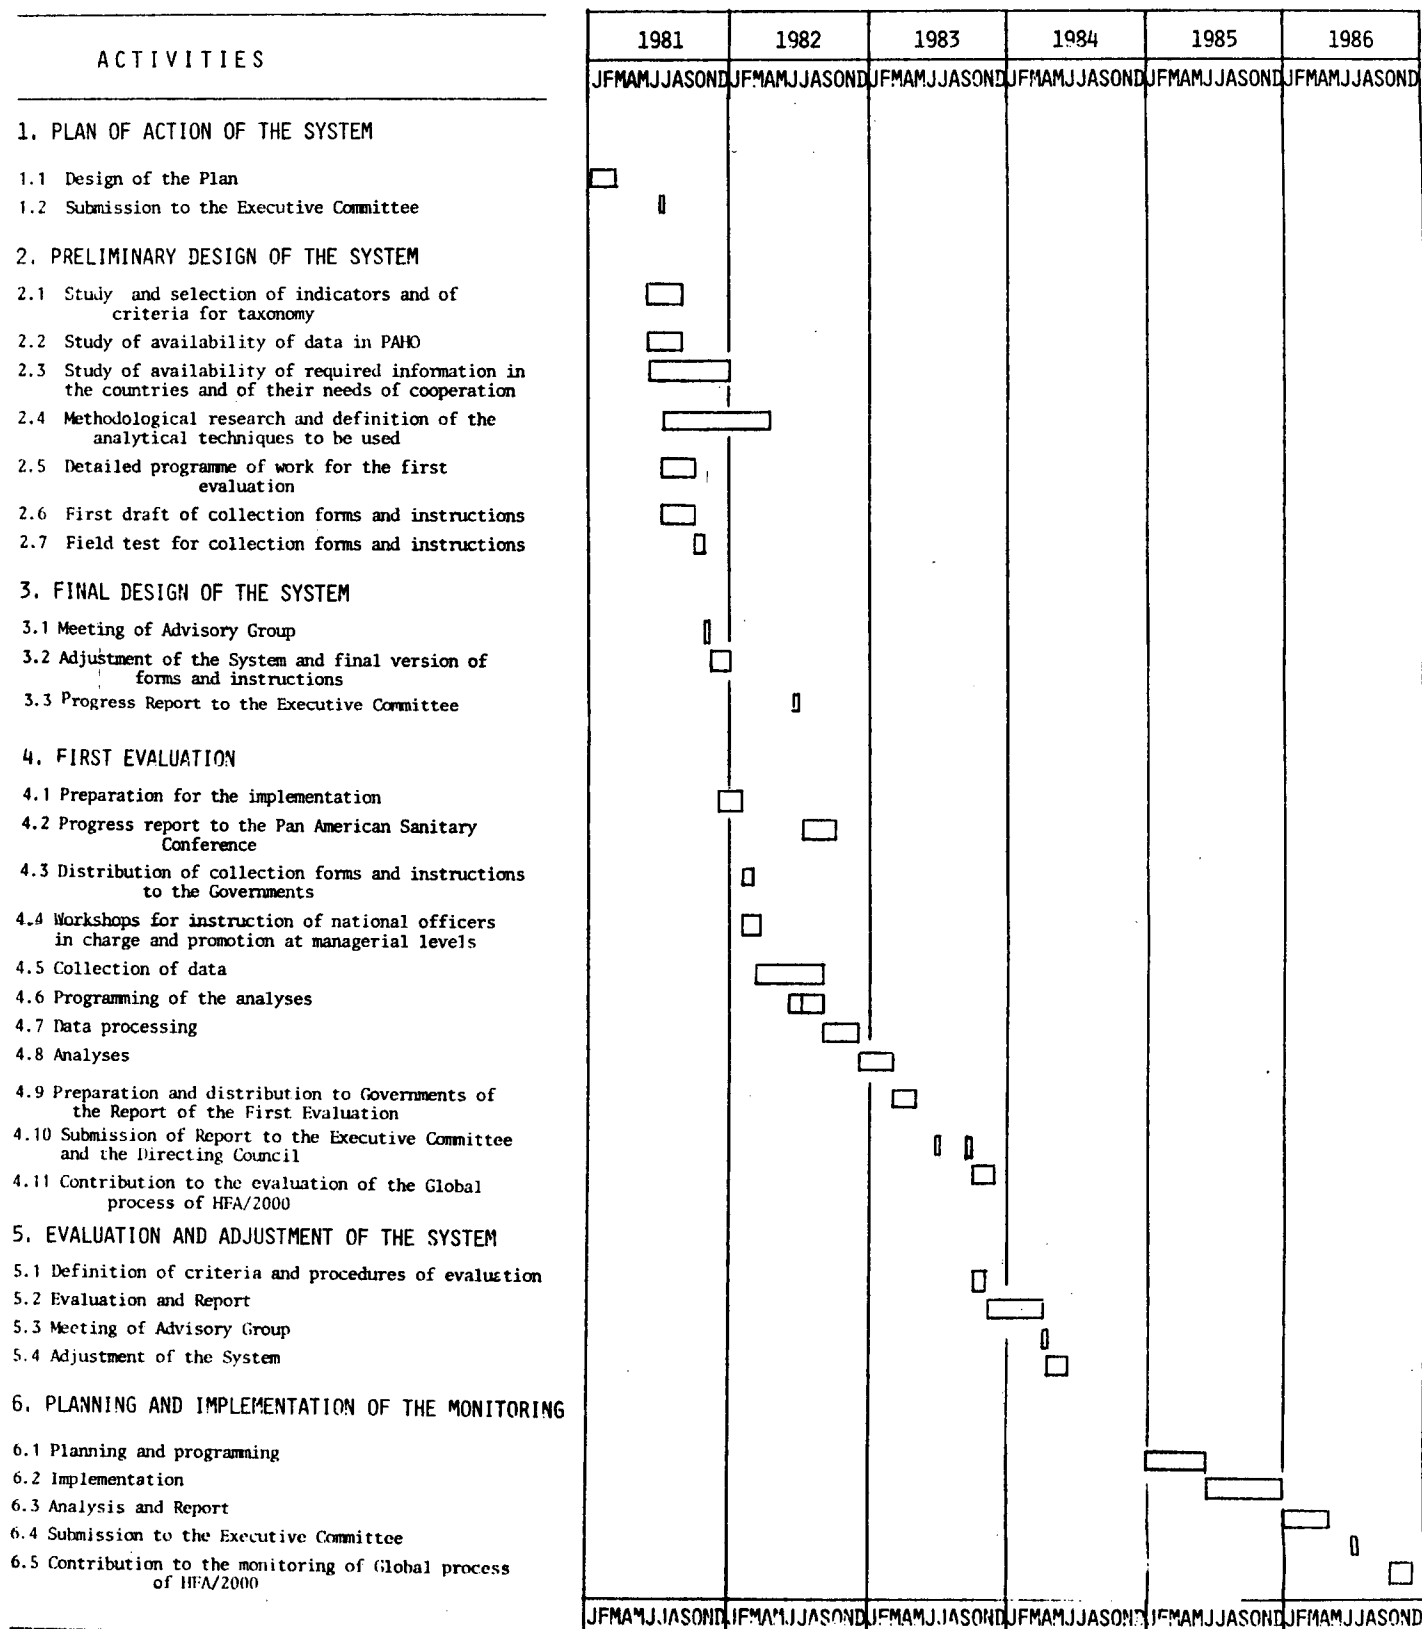 ACTIVITIES
1981 1982 1983 1984 1985 1986
JFMAMJJASOND JFMAMJJASOND JFMAMJJASOND JFMAMJJASOND JFMAMJJASOND JFMAMJJASOND
1. PLAN OF ACTION OF THE SYSTEM
1.1 Design of the Plan
1.2 Submission to the Executive Committee
2. PRELIMINARY DESIGN OF THE SYSTEM
2.1 Study and selection of indicators and of
criteria for taxonomy
2.2 Study of availability of data in PAHO
2.3 Study of availability of required information in
the countries and of their needs of cooperation
2.4 Methodological research and definition of the
analytical techniques to be used
2.5 Detailed programme of work for the first
evaluation
2.6 First draft of collection forms and instructions
2.7 Field test for collection forms and instructions
3. FINAL DESIGN OF THE SYSTEM
3.1 Meeting of Advisory Group
3.2 Adjustment of the System and final version of
forms and instructions
3.3 Progress Report to the Executive Committee
4. FIRST EVALUATION
4.1 Preparation for the implementation
4.2 Progress report to the Pan American Sanitary
Conference
4.3 Distribution of collection forms and instructions
to the Governments
4.4 Workshops for instruction of national officers
in charge and promotion at managerial levels
4.5 Collection of data
4.6 Programming of the analyses
4.7 Data processing
4.8 Analyses
4.9 Preparation and distribution to Governments of
the Report of the First Evaluation
4.10 Submission of Report to the Executive Committee
and the Directing Council
4.11 Contribution to the evaluation of the Global
process of HFA/2000
5. EVALUATION AND ADJUSTMENT OF THE SYSTEM
5.1 Definition of criteria and procedures of evaluation
5.2 Evaluation and Report
5.3 Meeting of Advisory Group
5.4 Adjustment of the System
6. PLANNING AND IMPLEMENTATION OF THE MONITORING
6.1 Planning and programming
6.2 Implementation
6.3 Analysis and Report
6.4 Submission to the Executive Committee
6.5 Contribution to the monitoring of Global process
of HFA/2000
JFMAMJJASOND JFMAMJJASOND JFMAMJJASOND JFMAMJJASOND JFMAMJJASOND JFMAMJJASOND